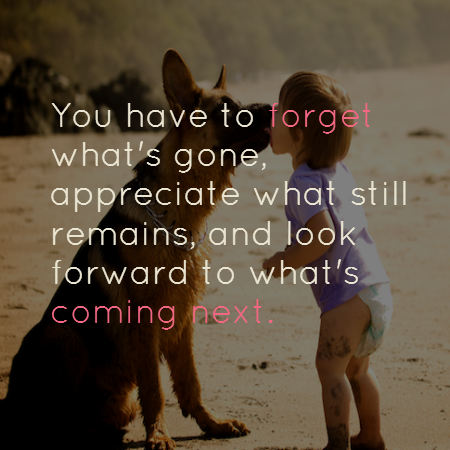 You have to forget
what's gone,
appreciate what still
remains, and look
forward to what's
coming next.